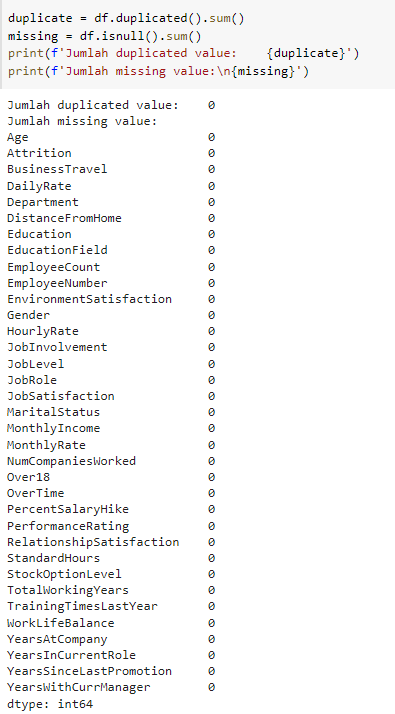 duplicate = df.duplicated().sum()
missing = df.isnull().sum()
print(f'Jumlah duplicated value:    {duplicate}')
print(f'Jumlah missing value:\n{missing}')
Jumlah duplicated value:    0
Jumlah missing value:
Age                         0
Attrition                   0
BusinessTravel              0
DailyRate                   0
Department                  0
DistanceFromHome            0
Education                   0
EducationField              0
EmployeeCount               0
EmployeeNumber              0
EnvironmentSatisfaction     0
Gender                      0
HourlyRate                  0
JobInvolvement              0
JobLevel                    0
JobRole                     0
JobSatisfaction             0
MaritalStatus               0
MonthlyIncome               0
MonthlyRate                 0
NumCompaniesWorked          0
Over18                      0
OverTime                    0
PercentSalaryHike           0
PerformanceRating           0
RelationshipSatisfaction    0
StandardHours               0
StockOptionLevel            0
TotalWorkingYears           0
TrainingTimesLastYear       0
WorkLifeBalance             0
YearsAtCompany              0
YearsInCurrentRole          0
YearsSinceLastPromotion     0
YearsWithCurrManager        0
dtype: int64